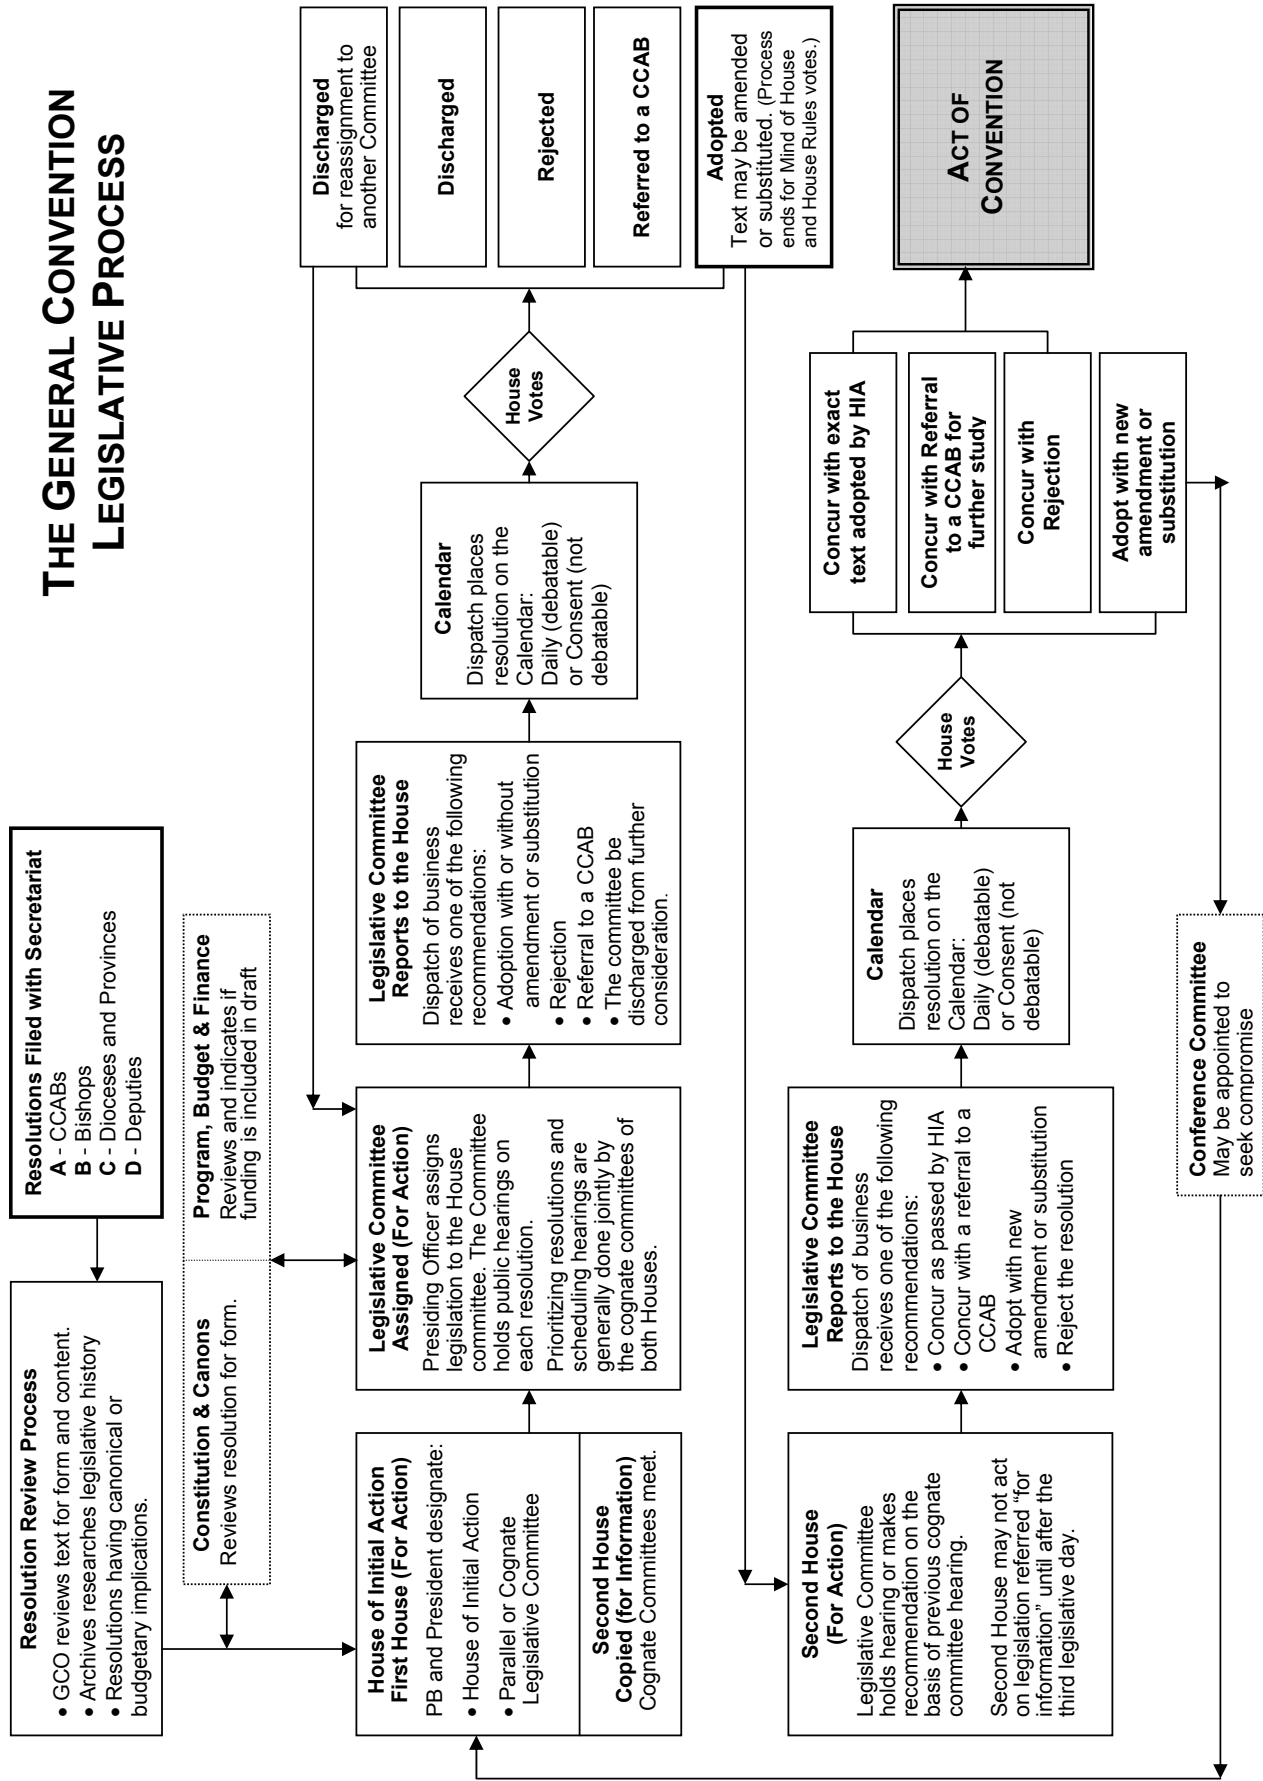 THE GENERAL CONVENTION
LEGISLATIVE PROCESS
Resolutions Filed with Secretariat
A - CCABs
B - Bishops
C - Dioceses and Provinces
D - Deputies
Resolution Review Process
• GCO reviews text for form and content.
• Archives researches legislative history
• Resolutions having canonical or
budgetary implications.
Constitution & Canons
Reviews resolution for form.
Program, Budget & Finance
Reviews and indicates if
funding is included in draft
House of Initial Action
First House (For Action)
PB and President designate:
• House of Initial Action
• Parallel or Cognate
Legislative Committee
Second House
Copied (for Information)
Cognate Committees meet.
Legislative Committee
Assigned (For Action)
Presiding Officer assigns
legislation to the House
committee. The Committee
holds public hearings on
each resolution.
Prioritizing resolutions and
scheduling hearings are
generally done jointly by
the cognate committees of
both Houses.
Legislative Committee
Reports to the House
Dispatch of business
receives one of the following
recommendations:
• Adoption with or without
amendment or substitution
• Rejection
• Referral to a CCAB
• The committee be
discharged from further
consideration.
Calendar
Dispatch places
resolution on the
Calendar:
Daily (debatable)
or Consent (not
debatable)
House
Votes
Discharged
for reassignment to
another Committee
Discharged
Rejected
Referred to a CCAB
Adopted
Text may be amended
or substituted. (Process
ends for Mind of House
and House Rules votes.)
Second House
(For Action)
Legislative Committee
holds hearing or makes
recommendation on the
basis of previous cognate
committee hearing.
Second House may not act
on legislation referred “for
information” until after the
third legislative day.
Legislative Committee
Reports to the House
Dispatch of business
receives one of the following
recommendations:
• Concur as passed by HIA
• Concur with a referral to a
CCAB
• Adopt with new
amendment or substitution
• Reject the resolution
Calendar
Dispatch places
resolution on the
Calendar:
Daily (debatable)
or Consent (not
debatable)
House
Votes
Concur with exact
text adopted by HIA
Concur with Referral
to a CCAB for
further study
Concur with
Rejection
Adopt with new
amendment or
substitution
ACT OF
CONVENTION
Conference Committee
May be appointed to
seek compromise